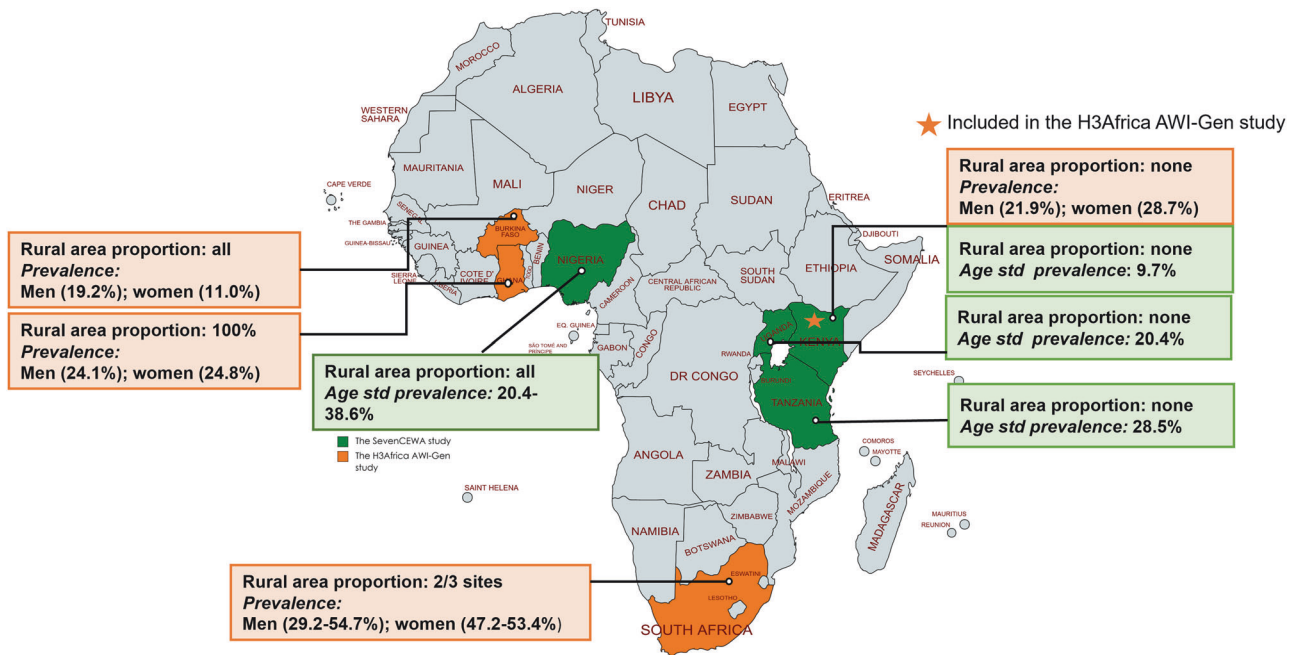 TUNISIA
MOROCCO
ALGERIA
LIBYA
EGYPT
WESTERN
SAHARA
★ Included in the H3Africa AWI-Gen study
Rural area proportion: none
Prevalence:
Men (21.9%); women (28.7%)
Rural area proportion: none
Age std prevalence: 9.7%
Rural area proportion: none
Age std prevalence: 20.4%
Rural area proportion: none
Age std prevalence: 28.5%
MAURITANIA
MALI
NIGER
CHAD
SUDAN
ERITREA
CAPE VERDE
SENEGAL
THE GAMBIA
GUINEA-BISSAU
GUINEA
SIERRA
LEONE
LIBERIA
COTE D'
IVOIRE
BURKINA
FASO
GHANA
TOGO
BENIN
NIGERIA
CAMEROON
CENTRAL AFRICAN
REPUBLIC
SOUTH
SUDAN
ETHIOPIA
DJIBOUTI
SOMALIA
Rural area proportion: all
Prevalence:
Men (19.2%); women (11.0%)
Rural area proportion: 100%
Prevalence:
Men (24.1%); women (24.8%)
EQ. GUINEA
SÃO TOMÉ AND
PRÍNCIPE
GABON
CONGO
DR CONGO
UGANDA
KENYA
RWANDA
BURUNDI
TANZANIA
SEYCHELLES
Rural area proportion: all
Age std prevalence: 20.4-
38.6%
The SevenCEWA study
The H3Africa AWI-Gen
study
ANGOLA
ZAMBIA
MALAWI
MOZAMBIQUE
COMOROS
MAYOTTE
SAINT HELENA
NAMIBIA
ZIMBABWE
BOTSWANA
MADAGASCAR
MAURITIUS
REUNION
ESWATINI
LESOTHO
SOUTH AFRICA
Rural area proportion: 2/3 sites
Prevalence:
Men (29.2-54.7%); women (47.2-53.4%)